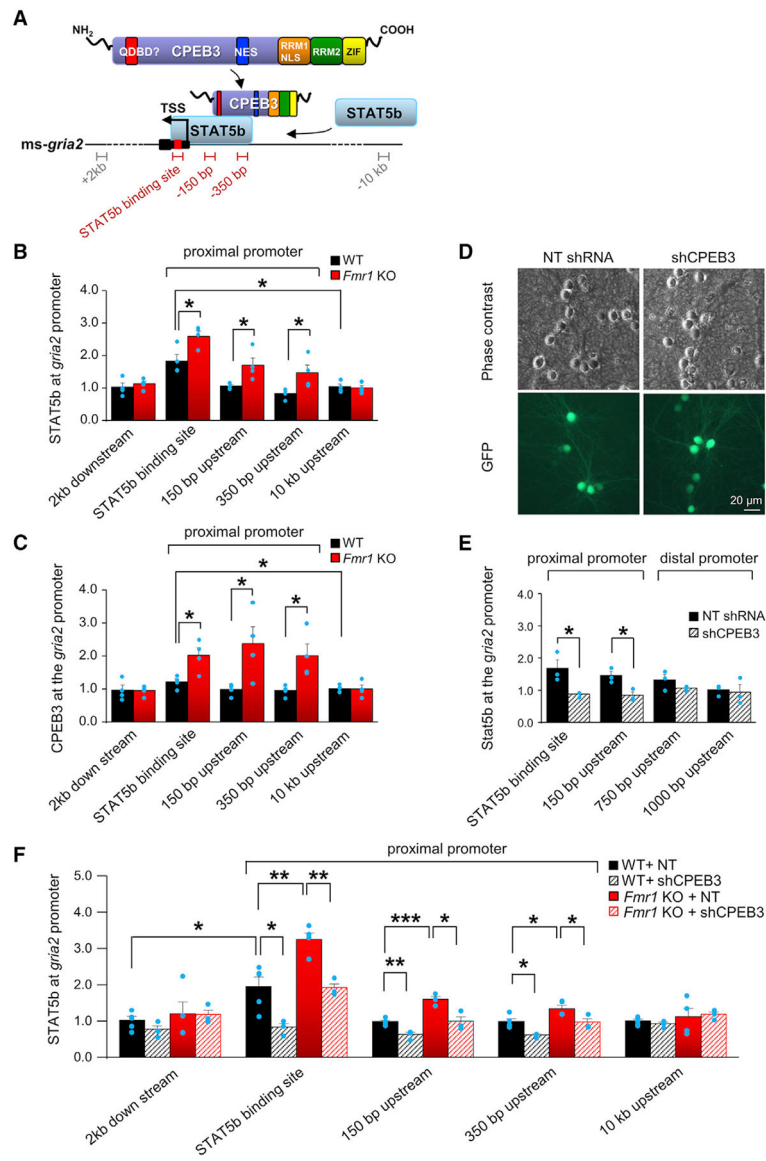 A
NH2
COOH
QDBD? CPEB3 NES RRM1 NLS RRM2 ZIF
CPEB3
TSS
STAT5b
STAT5b
ms-gria2
+2kb
STAT5b binding site
-150 bp
-350 bp
-10 kb
B
proximal promoter
WT
Fmr1 KO
*
* * *
STAT5b at gria2 promoter
4.0
3.0
2.0
1.0
0.0
2kb downstream
STAT5b binding site
150 bp upstream
350 bp upstream
10 kb upstream
C
proximal promoter
WT
Fmr1 KO
*
* * *
CPEB3 at the gria2 promoter
4.0
3.0
2.0
1.0
0.0
2kb down stream
STAT5b binding site
150 bp upstream
350 bp upstream
10 kb upstream
D
NT shRNA
shCPEB3
Phase contrast
GFP
20 µm
E
proximal promoter
distal promoter
NT shRNA
shCPEB3
* *
Stat5b at the gria2 promoter
4.0
3.0
2.0
1.0
0.0
STAT5b binding site
150 bp upstream
750 bp upstream
1000 bp upstream
F
proximal promoter
WT+ NT
WT+ shCPEB3
Fmr1 KO + NT
Fmr1 KO + shCPEB3
* ** ** *
*** * **
* * *
STAT5b at gria2 promoter
5.0
4.0
3.0
2.0
1.0
0.0
2kb down stream
STAT5b binding site
150 bp upstream
350 bp upstream
10 kb upstream